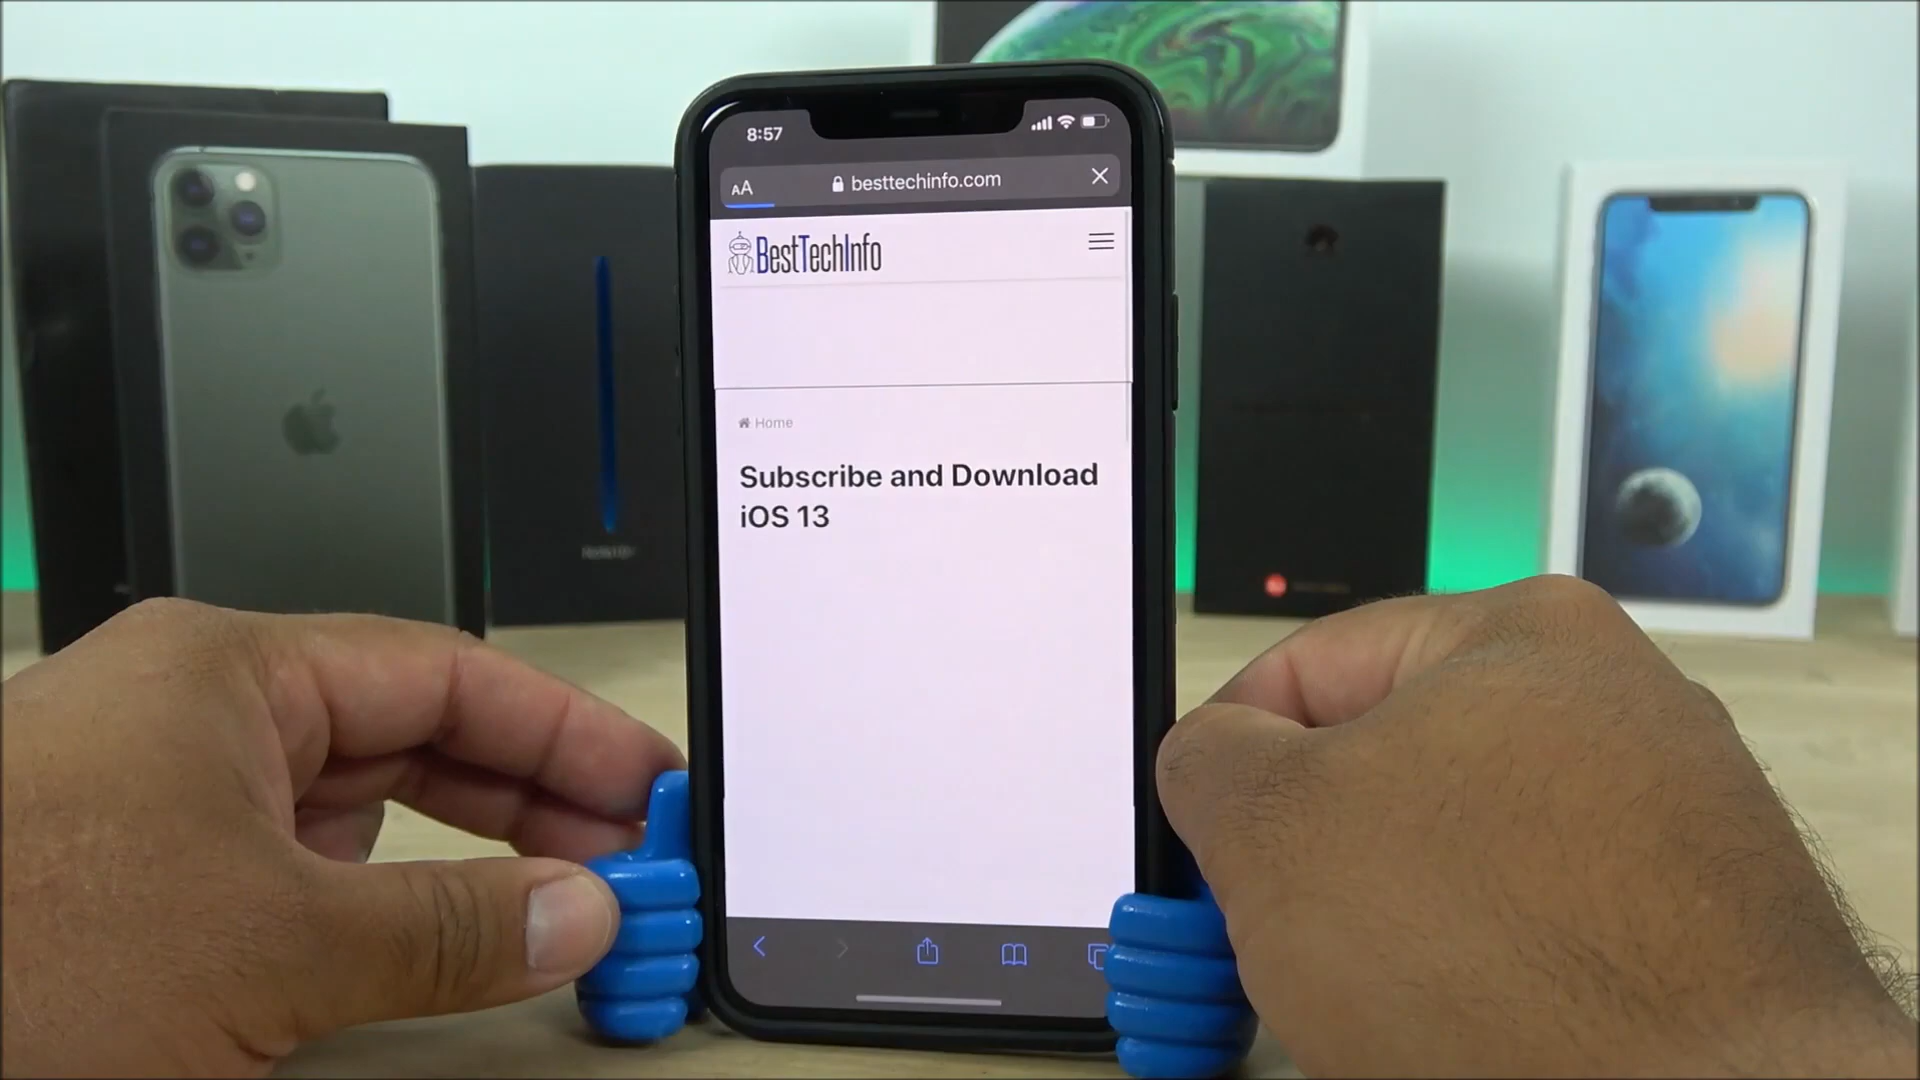 8:57
AA besttechinfo.com
BestTechInfo
Home
Subscribe and Download
iOS 13